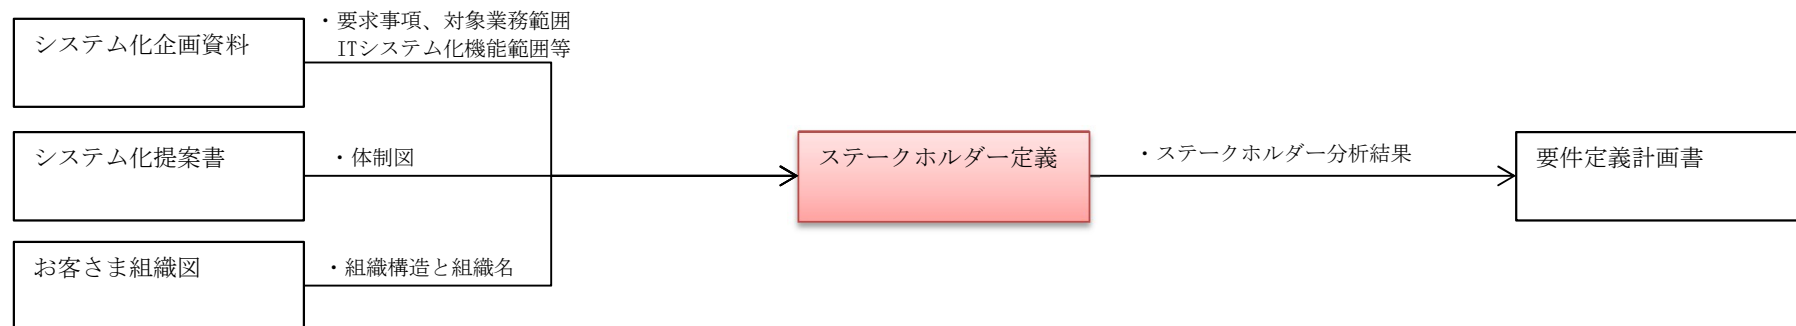 ・要求事項、対象業務範囲
システム化企画資料
ITシステム化機能範囲等
システム化提案書
・体制図
ステークホルダー定義
・ステークホルダー分析結果
要件定義計画書
お客さま組織図
・組織構造と組織名